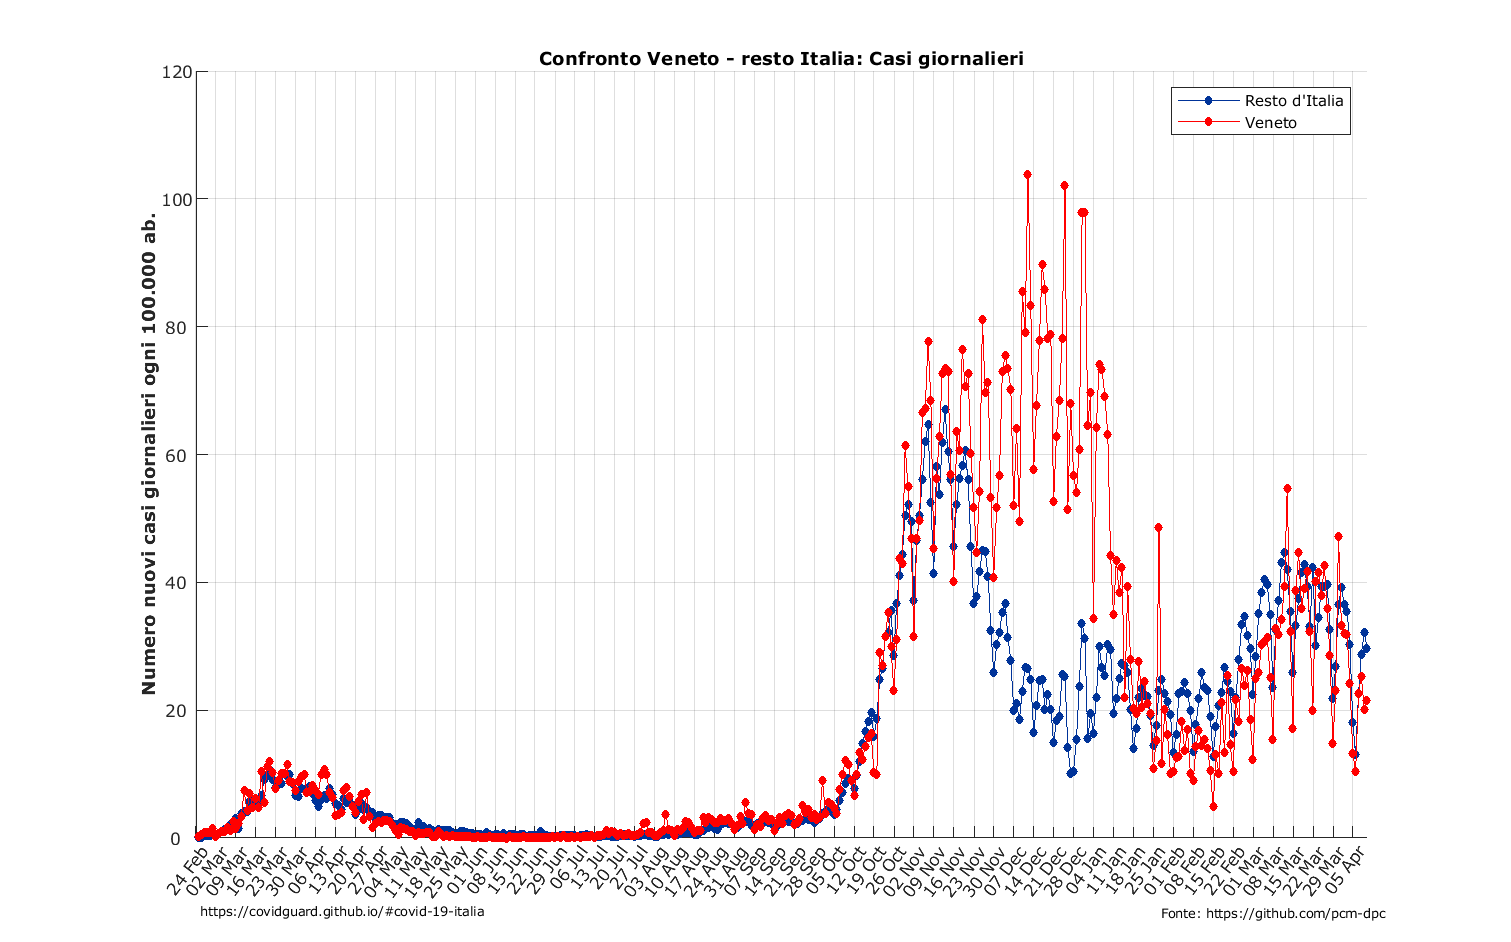 Confronto Veneto - resto Italia: Casi giornalieri
Resto d'Italia
Veneto
Numero nuovi casi giornalieri ogni 100.000 ab.
120
100
80
60
40
20
0
24 Feb
02 Mar
09 Mar
16 Mar
23 Mar
30 Mar
06 Apr
13 Apr
20 Apr
27 Apr
04 May
11 May
18 May
25 May
01 Jun
08 Jun
15 Jun
22 Jun
29 Jun
06 Jul
13 Jul
20 Jul
27 Jul
03 Aug
10 Aug
17 Aug
24 Aug
31 Aug
07 Sep
14 Sep
21 Sep
28 Sep
05 Oct
12 Oct
19 Oct
26 Oct
02 Nov
09 Nov
16 Nov
23 Nov
30 Nov
07 Dec
14 Dec
21 Dec
28 Dec
04 Jan
11 Jan
18 Jan
25 Jan
01 Feb
08 Feb
15 Feb
22 Feb
01 Mar
08 Mar
15 Mar
22 Mar
29 Mar
05 Apr
https://covidguard.github.io/#covid-19-italia
Fonte: https://github.com/pcm-dpc